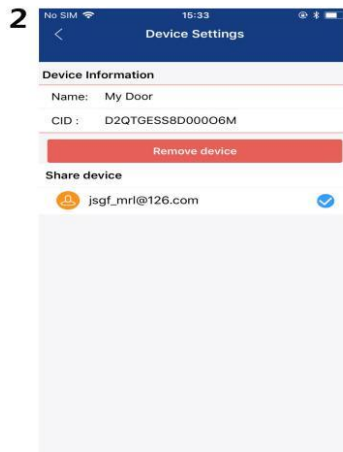 2
No SIM 15:33
Device Settings
Device Information
Name: My Door
CID : D2QTGESS8D000O6M
Remove device
Share device
jsgf_mrl@126.com